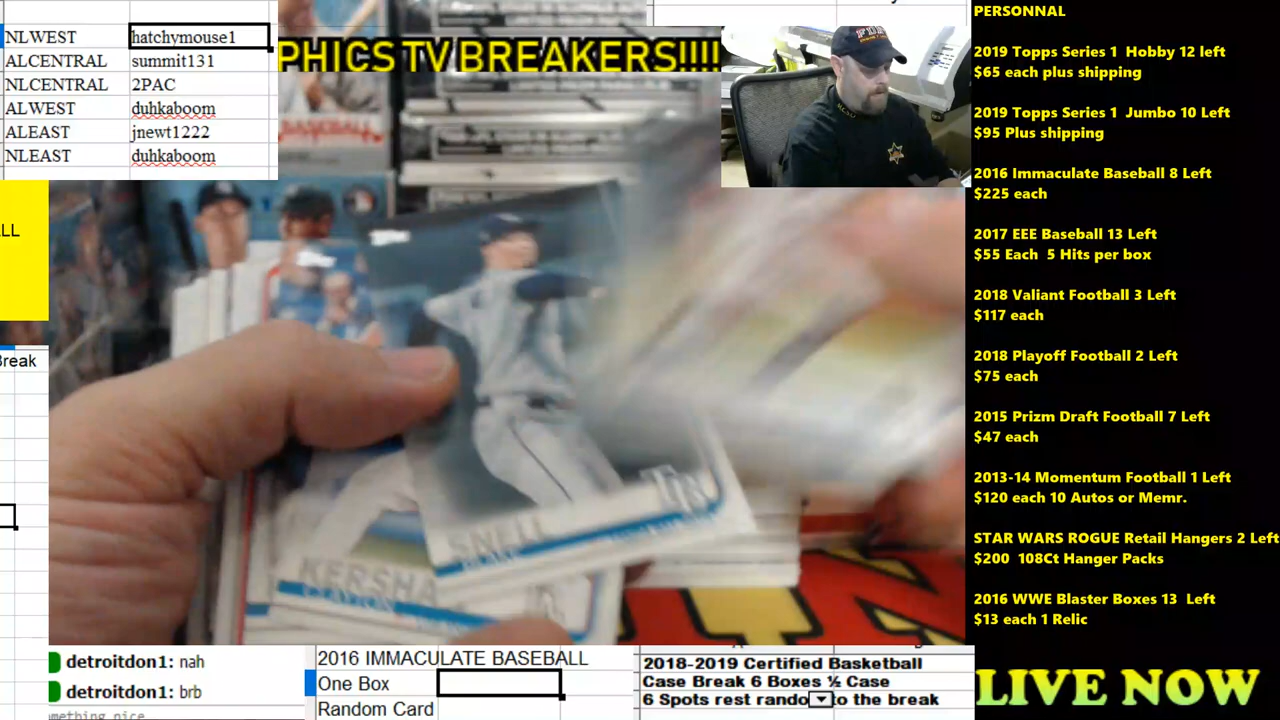 NLWEST hatchymouse1
ALCENTRAL summit131
NLCENTRAL 2PAC
ALWEST duhkaboom
ALEAST jnewt1222
NLEAST duhkaboom
PHICS TV BREAKERS!!!!
PERSONNAL
2019 Topps Series 1 Hobby 12 left
$65 each plus shipping
2019 Topps Series 1 Jumbo 10 Left
$95 Plus shipping
2016 Immaculate Baseball 8 Left
$225 each
2017 EEE Baseball 13 Left
$55 Each 5 Hits per box
2018 Valiant Football 3 Left
$117 each
2018 Playoff Football 2 Left
$75 each
2015 Prizm Draft Football 7 Left
$47 each
2013-14 Momentum Football 1 Left
$120 each 10 Autos or Memr.
STAR WARS ROGUE Retail Hangers 2 Left
$200 108Ct Hanger Packs
2016 WWE Blaster Boxes 13 Left
$13 each 1 Relic
LIVE NOW
LL
Break
SNELL
KERSHA
CLAYTON
detroitdon1: nah
detroitdon1: brb
2016 IMMACULATE BASEBALL
One Box
Random Card
2018-2019 Certified Basketball
Case Break 6 Boxes ½ Case
6 Spots rest rando to the break